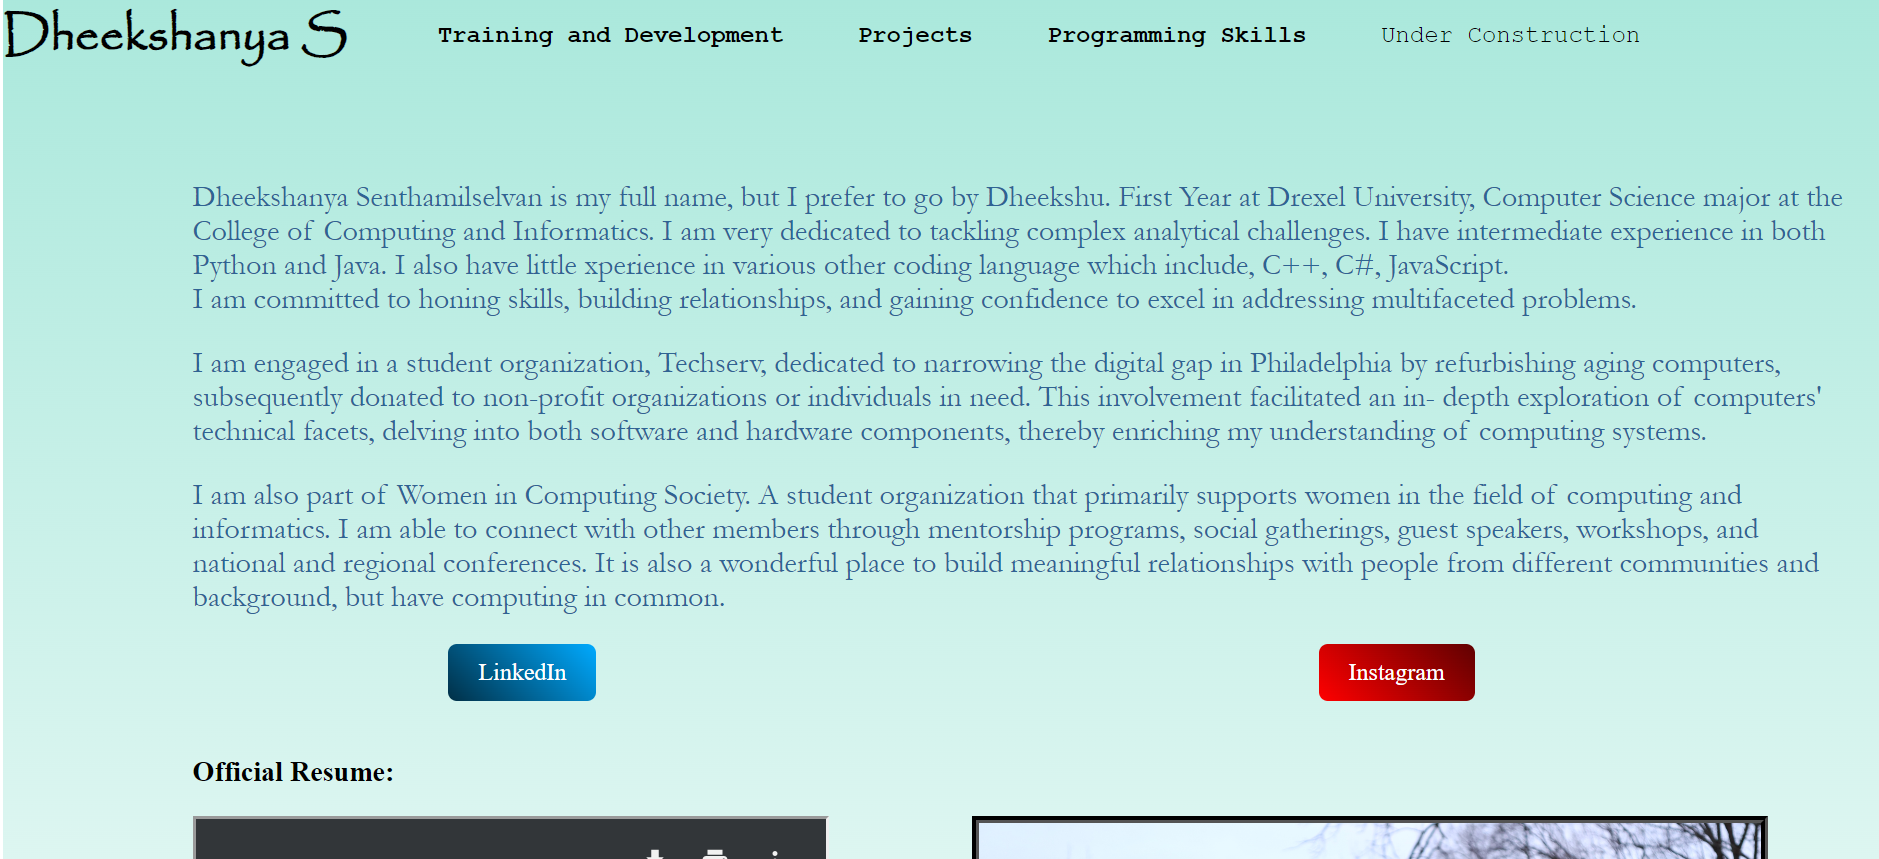 Dheekshanya S
Training and Development
Projects
Programming Skills
Under Construction
Dheekshanya Senthamilselvan is my full name, but I prefer to go by Dheekshu. First Year at Drexel University, Computer Science major at the
College of Computing and Informatics. I am very dedicated to tackling complex analytical challenges. I have intermediate experience in both
Python and Java. I also have little xperience in various other coding language which include, C++, C#, JavaScript.
I am committed to honing skills, building relationships, and gaining confidence to excel in addressing multifaceted problems.
I am engaged in a student organization, Techserv, dedicated to narrowing the digital gap in Philadelphia by refurbishing aging computers,
subsequently donated to non-profit organizations or individuals in need. This involvement facilitated an in- depth exploration of computers'
technical facets, delving into both software and hardware components, thereby enriching my understanding of computing systems.
I am also part of Women in Computing Society. A student organization that primarily supports women in the field of computing and
informatics. I am able to connect with other members through mentorship programs, social gatherings, guest speakers, workshops, and
national and regional conferences. It is also a wonderful place to build meaningful relationships with people from different communities and
background, but have computing in common.
LinkedIn
Instagram
Official Resume: